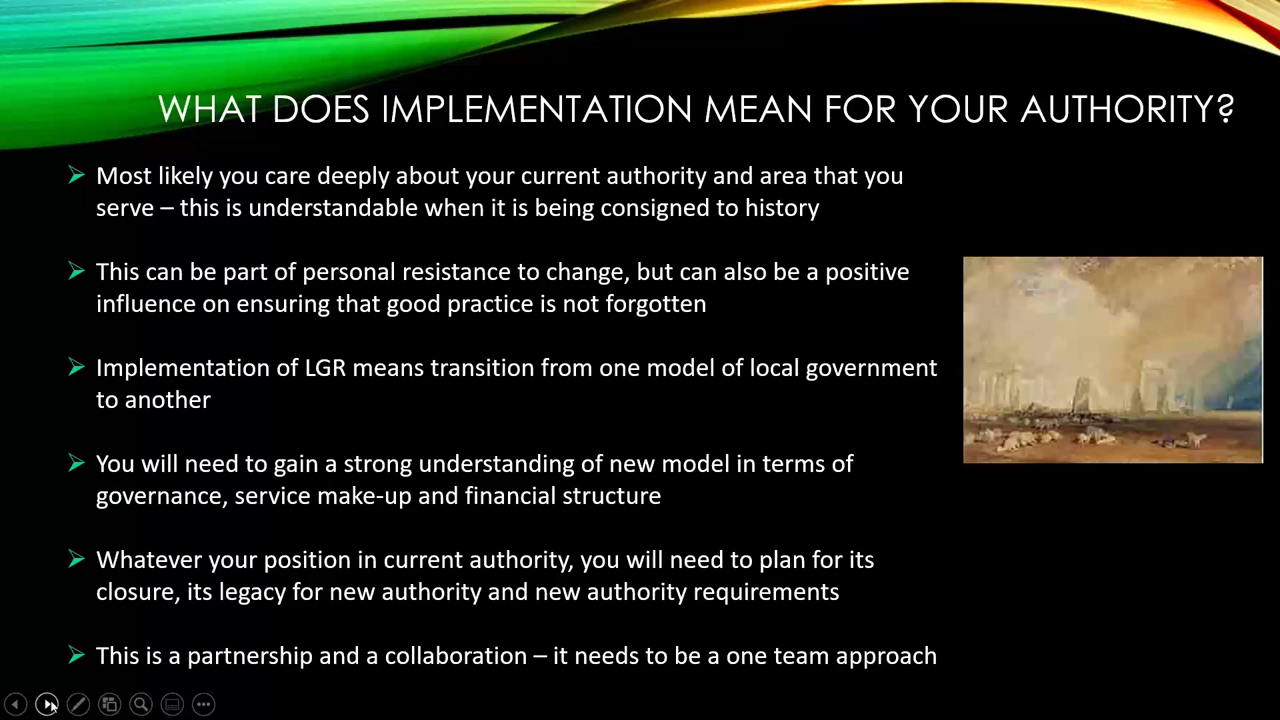 WHAT DOES IMPLEMENTATION MEAN FOR YOUR AUTHORITY?
Most likely you care deeply about your current authority and area that you
serve – this is understandable when it is being consigned to history
This can be part of personal resistance to change, but can also be a positive
influence on ensuring that good practice is not forgotten
Implementation of LGR means transition from one model of local government
to another
You will need to gain a strong understanding of new model in terms of
governance, service make-up and financial structure
Whatever your position in current authority, you will need to plan for its
closure, its legacy for new authority and new authority requirements
This is a partnership and a collaboration – it needs to be a one team approach